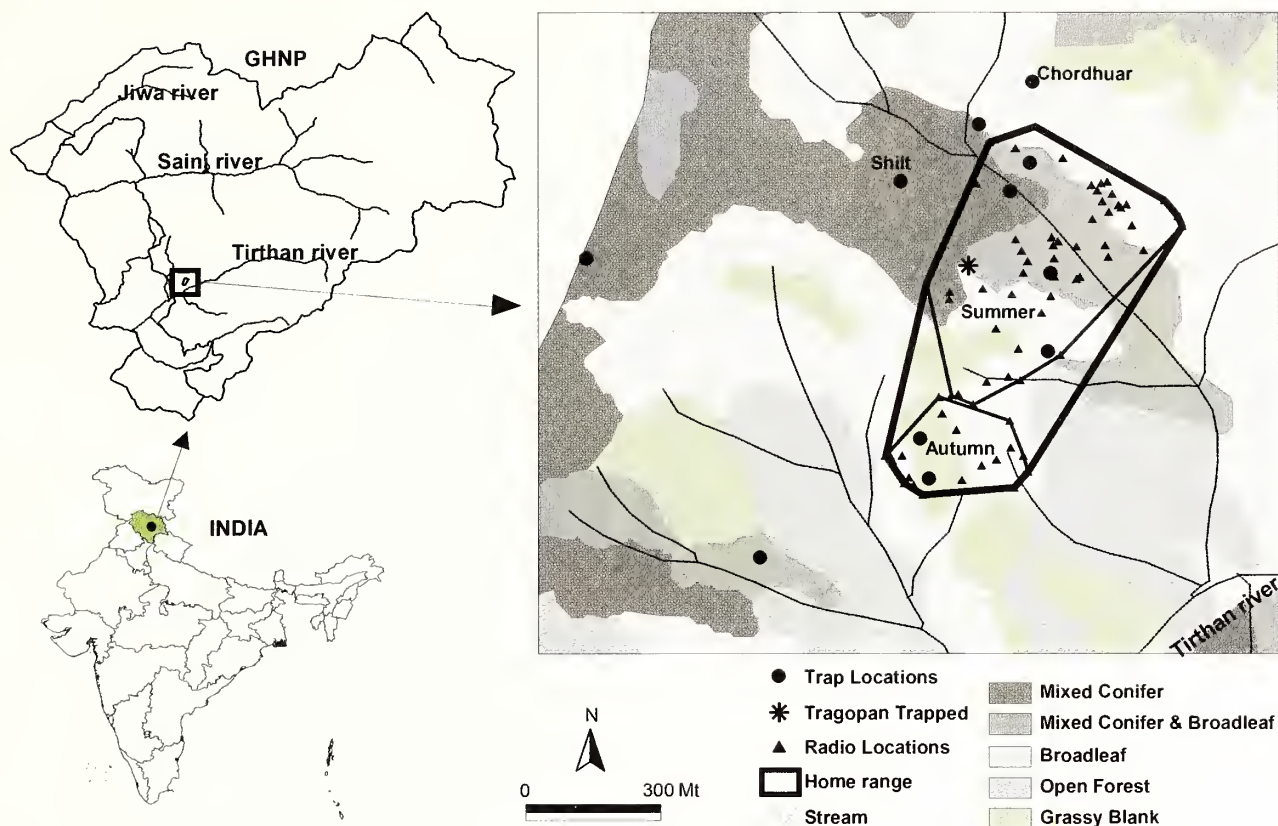 GHNP
Jiwa river
Sainj river
Tirthan river
INDIA
Chordhuar
Shilt
Summer
Autumn
Tirthan river
Trap Locations
Tragopan Trapped
Radio Locations
Home range
Stream
Mixed Conifer
Mixed Conifer & Broadleaf
Broadleaf
Open Forest
Grassy Blank
N
0 300 Mt